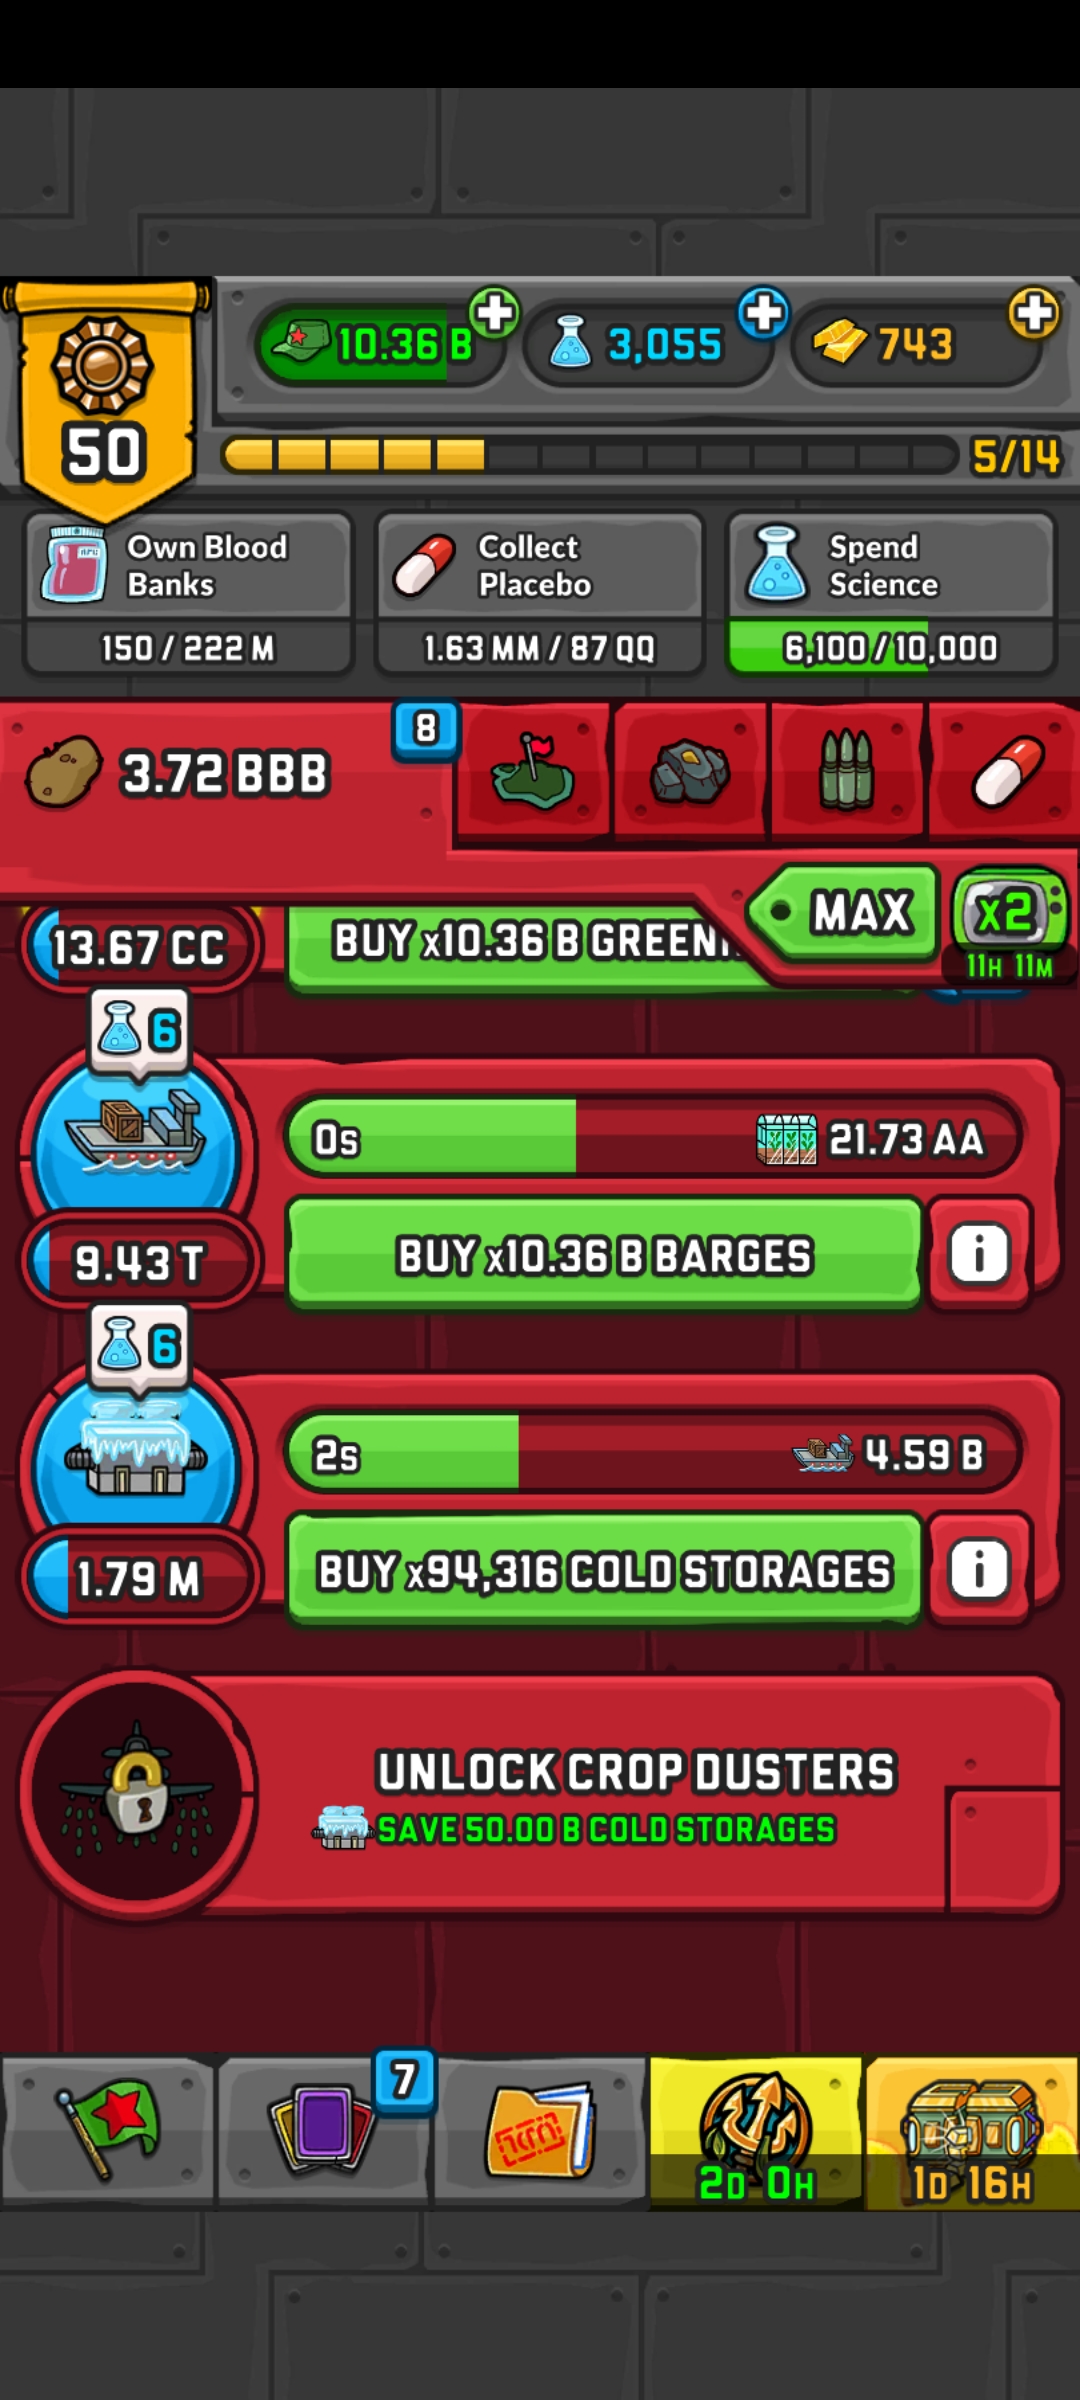 10.36 B
3,055
743
50
5/14
Own Blood
Banks
150 / 222 M
Collect
Placebo
1.63 MM / 87 QQ
Spend
Science
6,100 / 10,000
3.72 BBB
8
MAX
x2
11H 11M
13.67 CC
BUY x10.36 B
6
0s
21.73 AA
9.43 T
BUY x10.36 B BARGES
i
6
2s
4.59 B
1.79 M
BUY x94,316 COLD STORAGES
i
UNLOCK CROP DUSTERS
SAVE 50.00 B COLD STORAGES
7
2D 0H
1D 16H